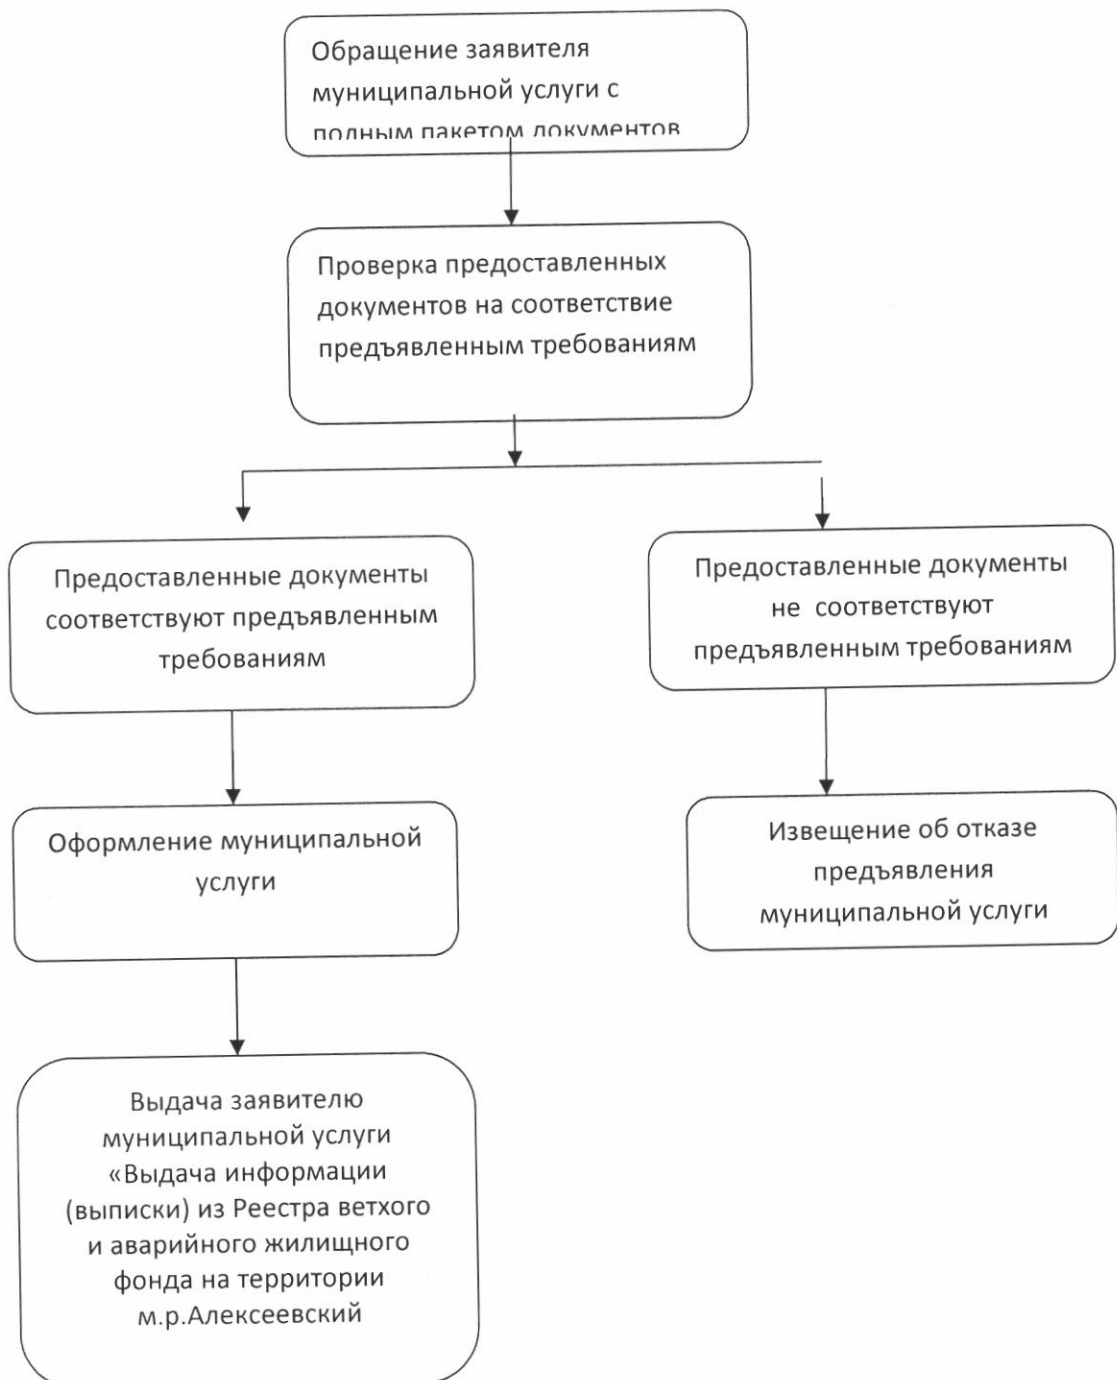 Обращение заявителя
муниципальной услуги с
полным пакетом документов
Проверка предоставленных
документов на соответствие
предъявленным требованиям
Предоставленные документы
соответствуют предъявленным
требованиям
Предоставленные документы
не соответствуют
предъявленным требованиям
Оформление муниципальной
услуги
Извещение об отказе
предъявления
муниципальной услуги
Выдача заявителю
муниципальной услуги
«Выдача информации
(выписки) из Реестра ветхого
и аварийного жилищного
фонда на территории
м.р.Алексеевский